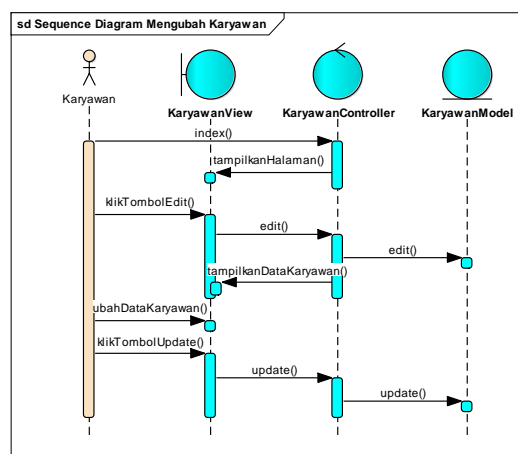 sd Sequence Diagram Mengubah Karyawan
Karyawan
KaryawanView
KaryawanController
KaryawanModel
index()
tampilkanHalaman()
klikTombolEdit()
edit()
edit()
tampilkanDataKaryawan()
ubahDataKaryawan()
klikTombolUpdate()
update()
update()